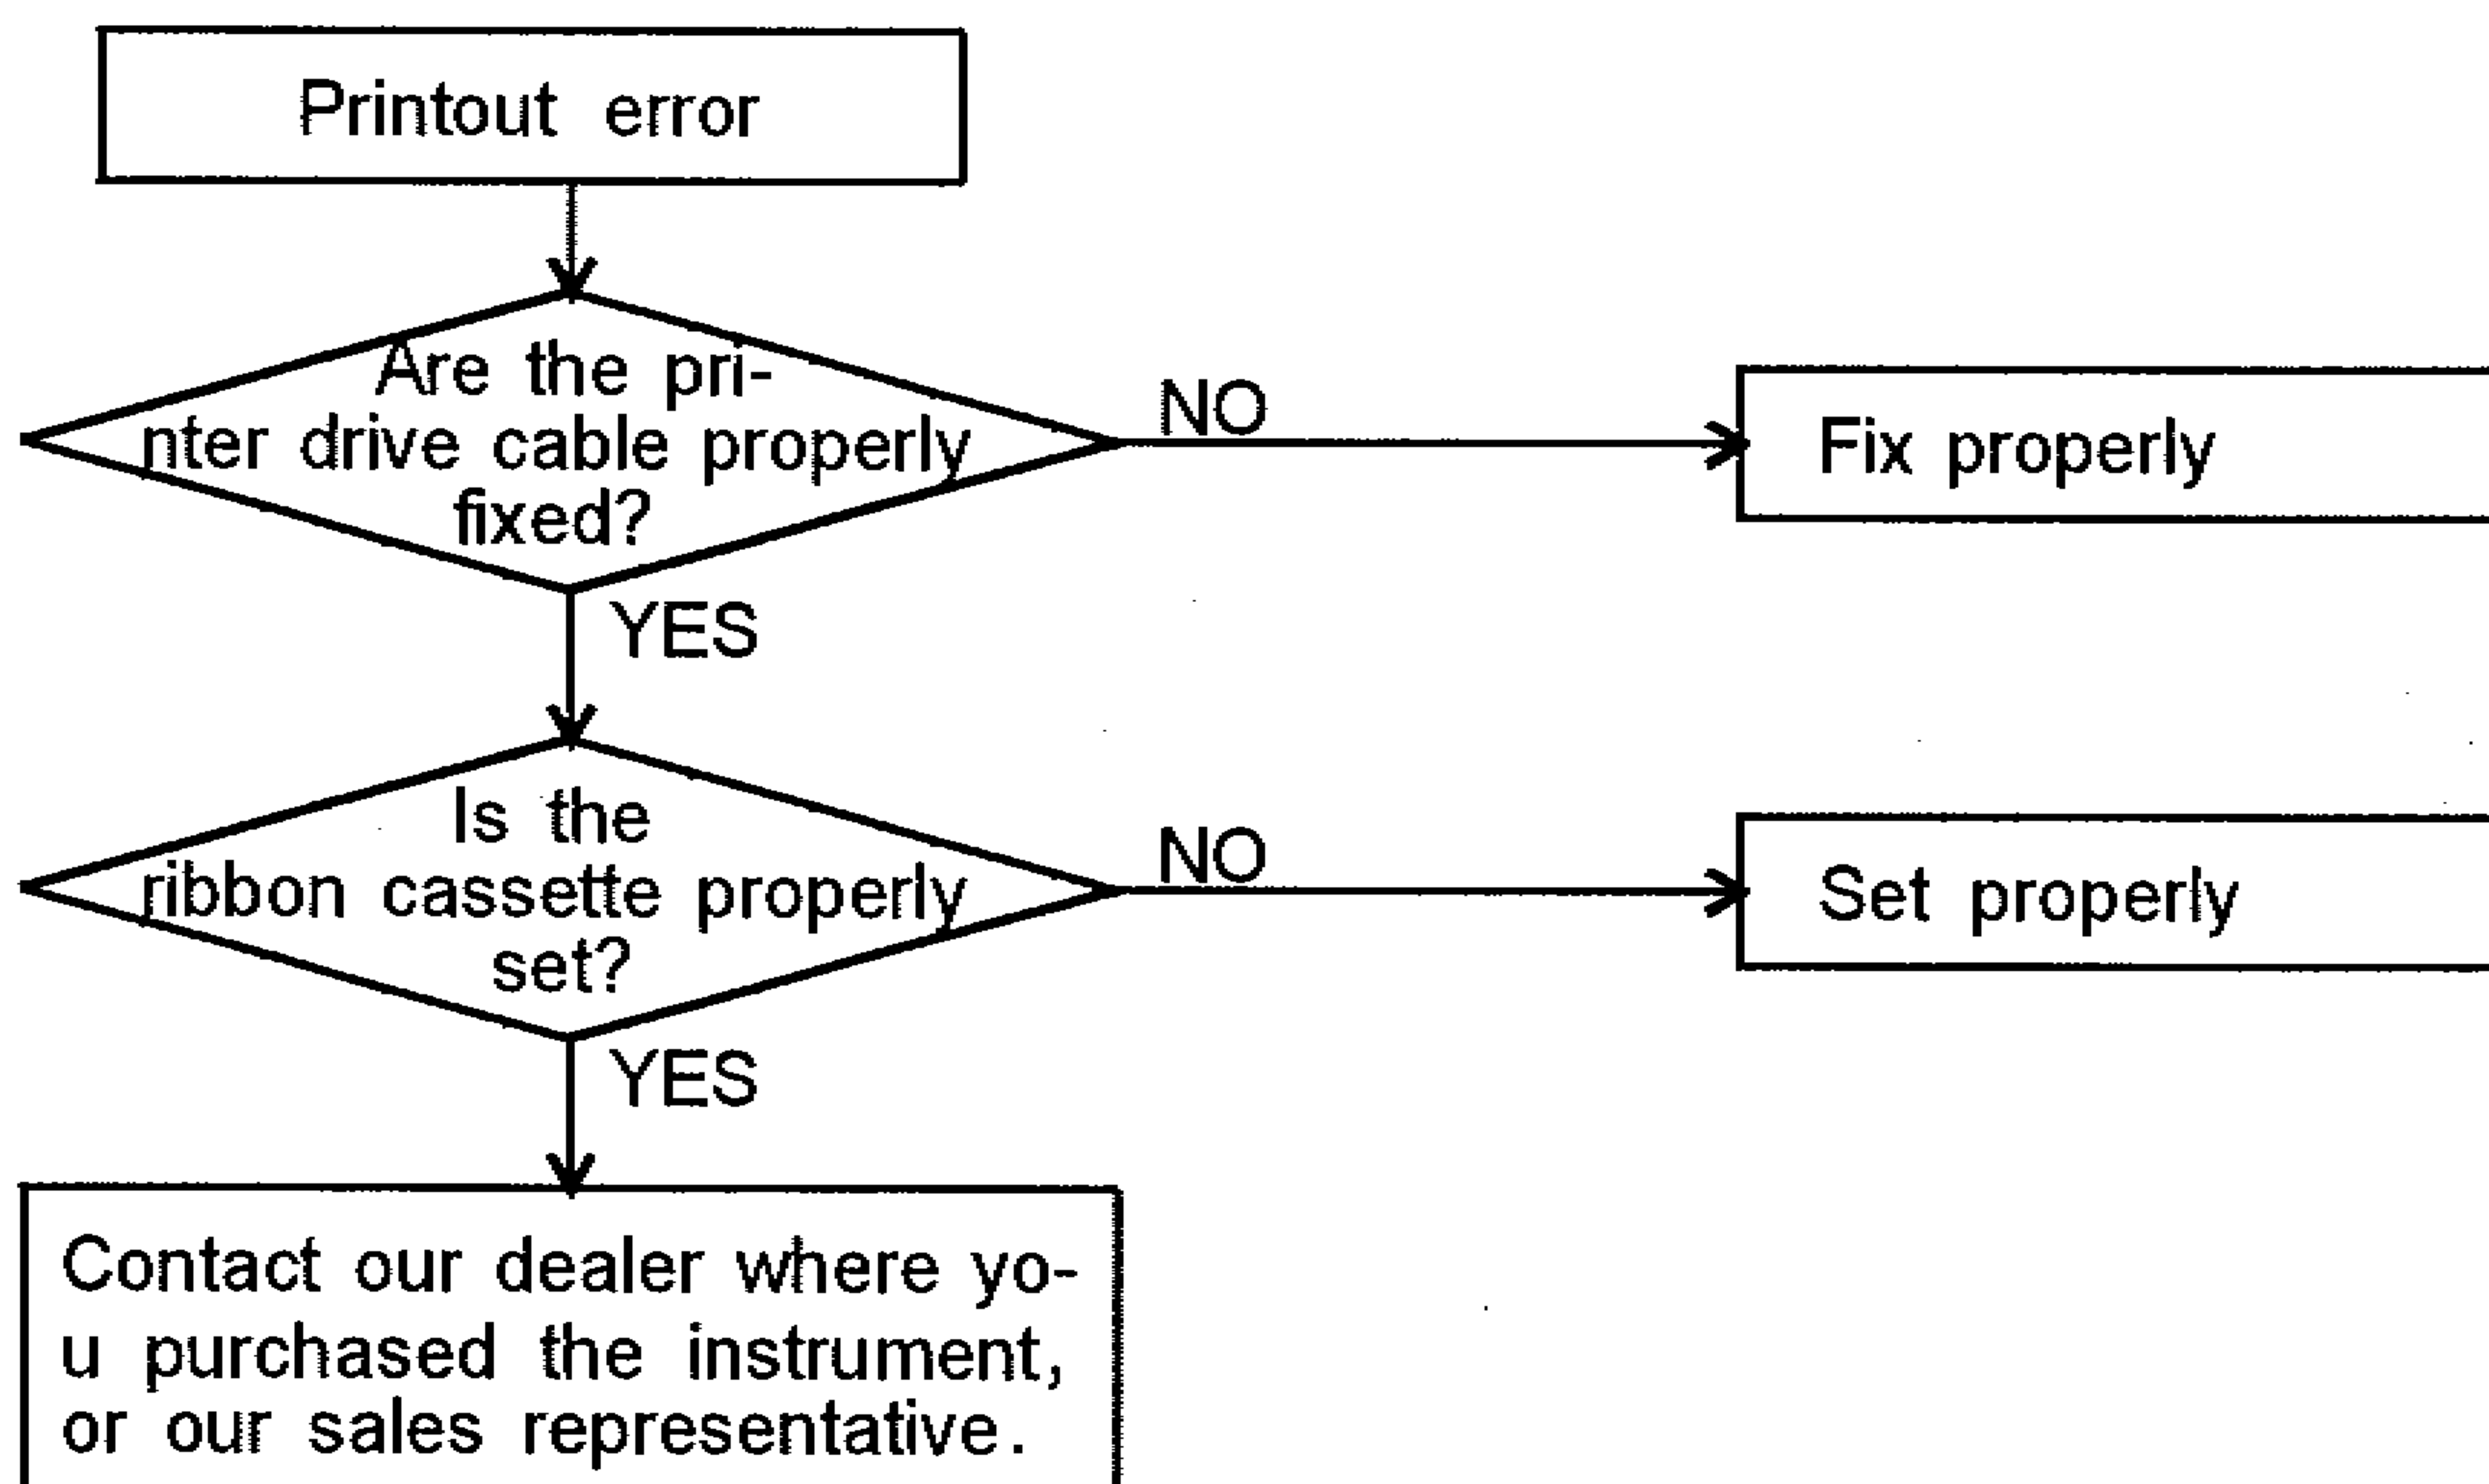 Printout error
Are the pri-
nter drive cable properly
fixed?
NO
Fix properly
YES
Is the
ribbon cassette properly
set?
NO
Set properly
YES
Contact our dealer where yo-
u purchased the instrument,
or our sales representative.